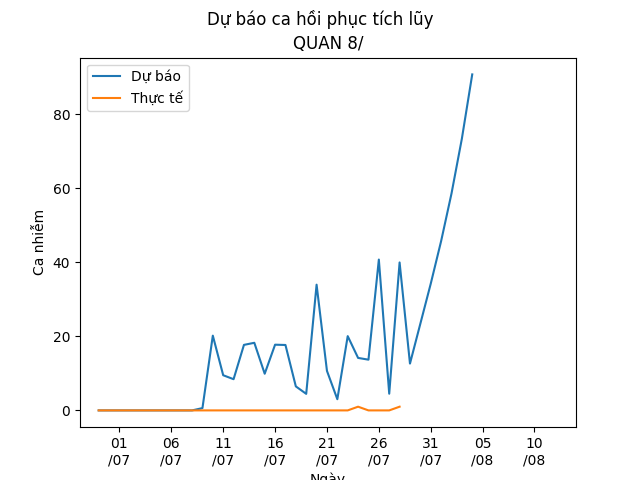 Dự báo ca hồi phục tích lũy
QUAN 8/
Dự báo
Thực tế
Ca nhiễm
80
60
40
20
0
01 06 11 16 21 26 31 05 10
/07 /07 /07 /07 /07 /07 /07 /08 /08
Ngày